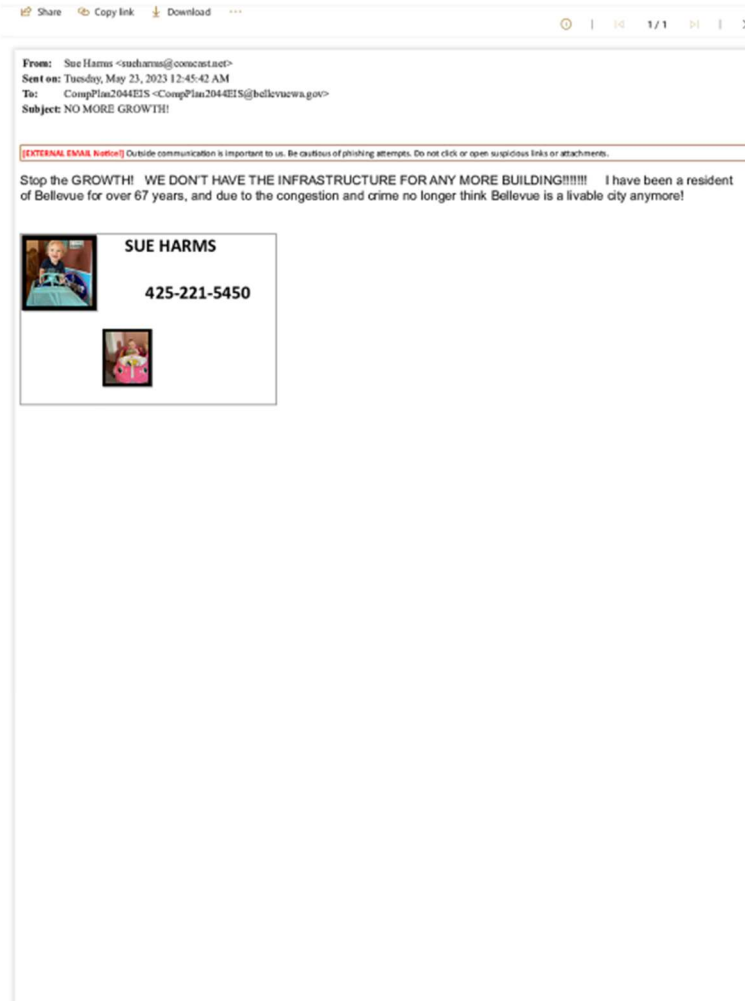 Share Copy link Download ...
1 / 1
From: Sue Harms <sueharms@comcast.net>
Sent on: Tuesday, May 23, 2023 12:45:42 AM
To: CompPlan2044EIS <CompPlan2044EIS@bellevuewa.gov>
Subject: NO MORE GROWTH!
[EXTERNAL EMAIL Notice!] Outside communication is important to us. Be cautious of phishing attempts. Do not click or open suspicious links or attachments.
Stop the GROWTH! WE DON'T HAVE THE INFRASTRUCTURE FOR ANY MORE BUILDING!!!!!!!! I have been a resident
of Bellevue for over 67 years, and due to the congestion and crime no longer think Bellevue is a livable city anymore!
SUE HARMS
425-221-5450